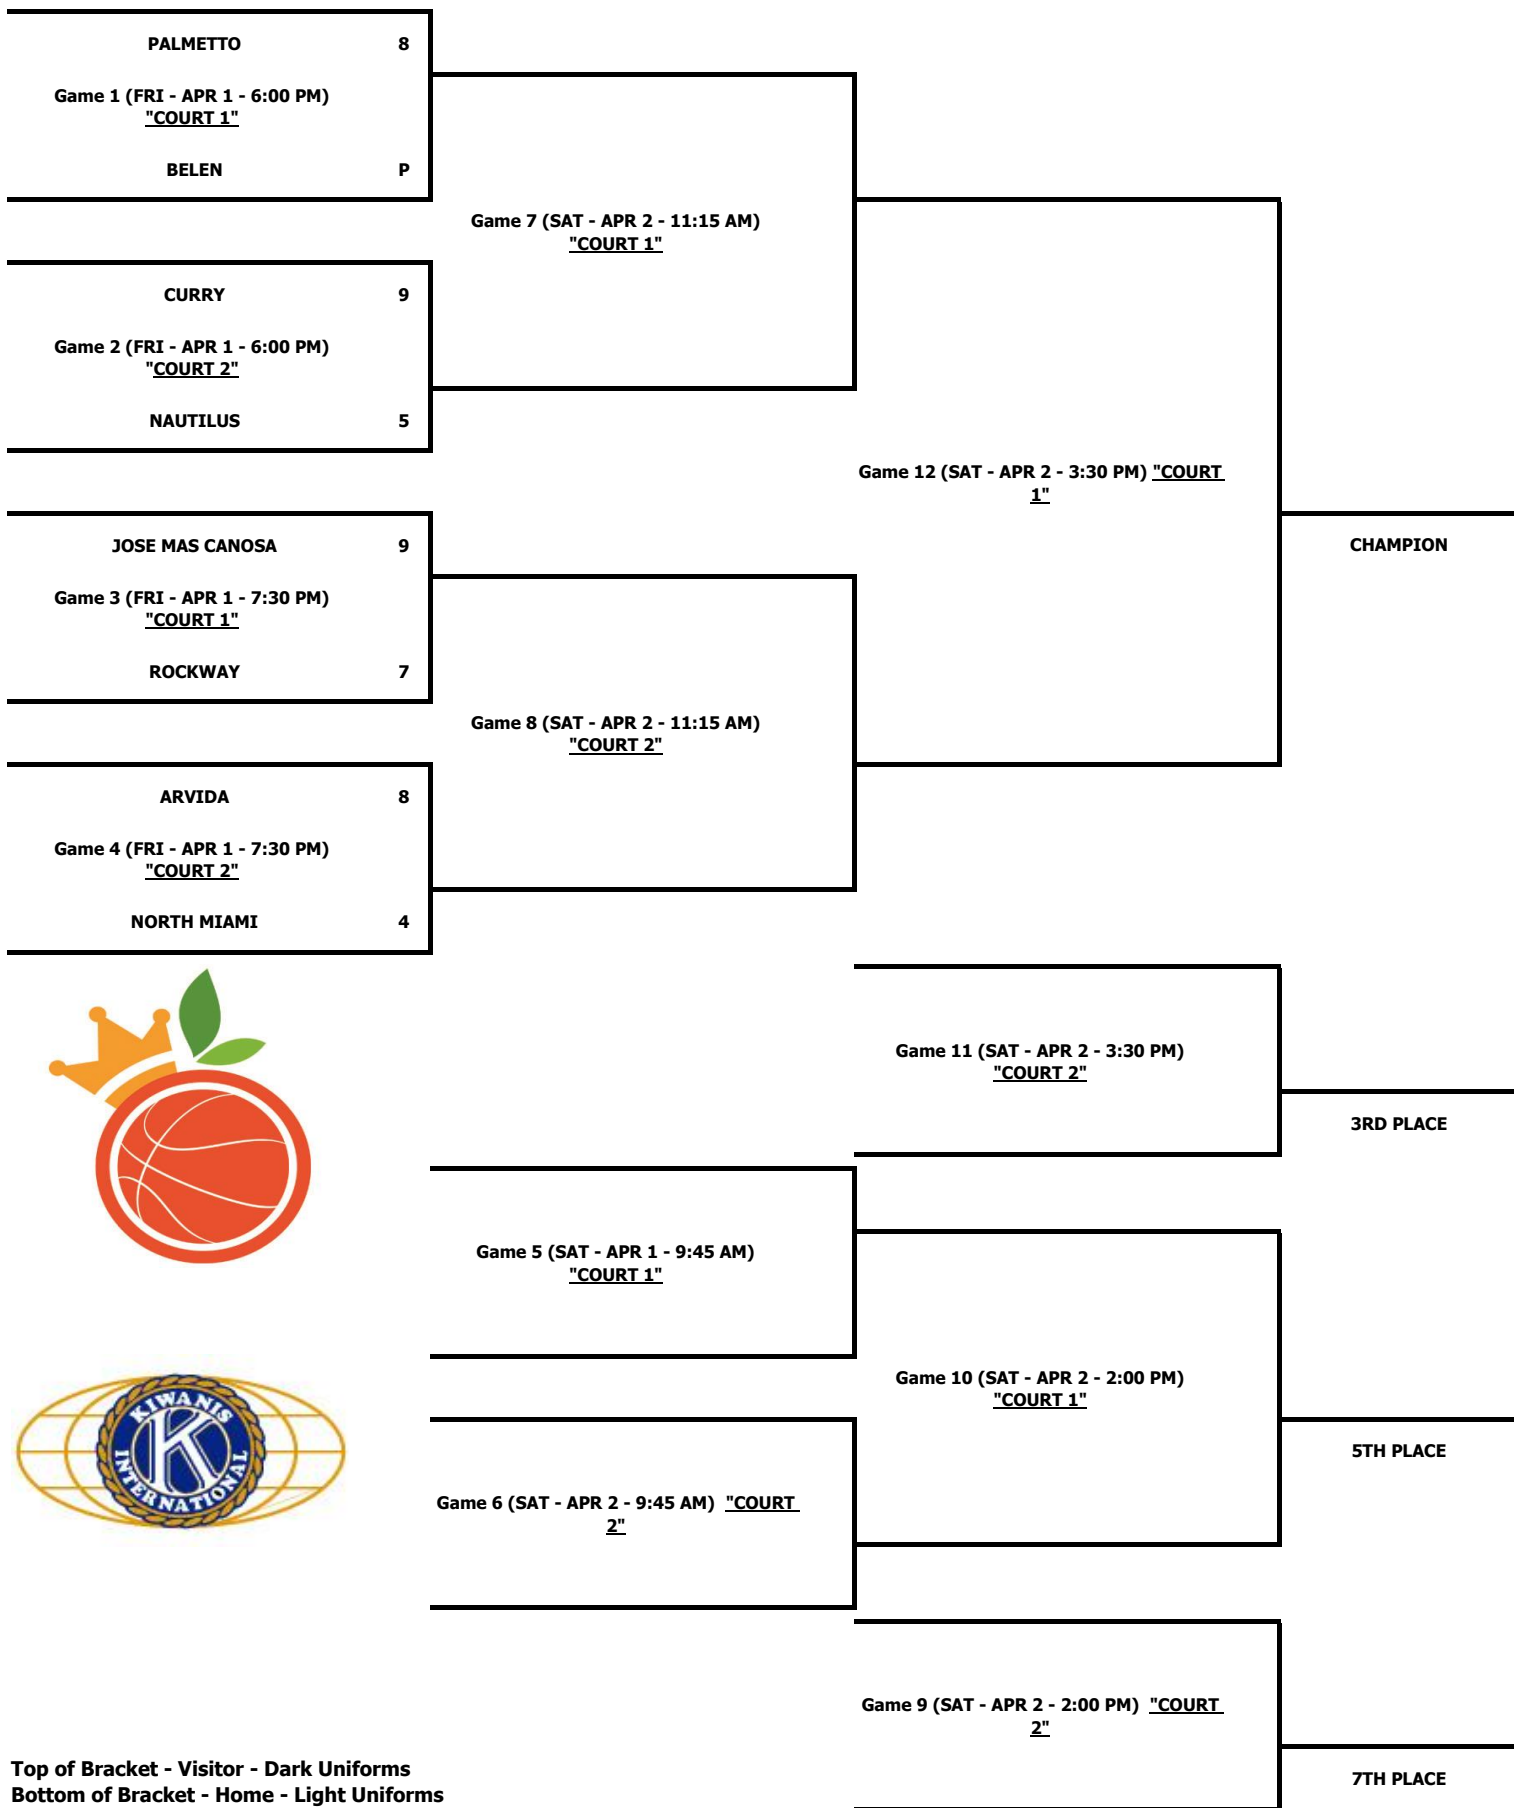 PALMETTO 8
Game 1 (FRI - APR 1 - 6:00 PM)
"COURT 1"
BELEN P
Game 7 (SAT - APR 2 - 11:15 AM)
"COURT 1"
CURRY 9
Game 2 (FRI - APR 1 - 6:00 PM)
"COURT 2"
NAUTILUS 5
Game 12 (SAT - APR 2 - 3:30 PM) "COURT
1"
JOSE MAS CANOSA 9
CHAMPION
Game 3 (FRI - APR 1 - 7:30 PM)
"COURT 1"
ROCKWAY 7
Game 8 (SAT - APR 2 - 11:15 AM)
"COURT 2"
ARVIDA 8
Game 4 (FRI - APR 1 - 7:30 PM)
"COURT 2"
NORTH MIAMI 4
Game 11 (SAT - APR 2 - 3:30 PM)
"COURT 2"
3RD PLACE
Game 5 (SAT - APR 1 - 9:45 AM)
"COURT 1"
Game 10 (SAT - APR 2 - 2:00 PM)
"COURT 1"
KIWANIS
K
INTERNATIONAL
5TH PLACE
Game 6 (SAT - APR 2 - 9:45 AM) "COURT
2"
Game 9 (SAT - APR 2 - 2:00 PM) "COURT
2"
Top of Bracket - Visitor - Dark Uniforms
7TH PLACE
Bottom of Bracket - Home - Light Uniforms